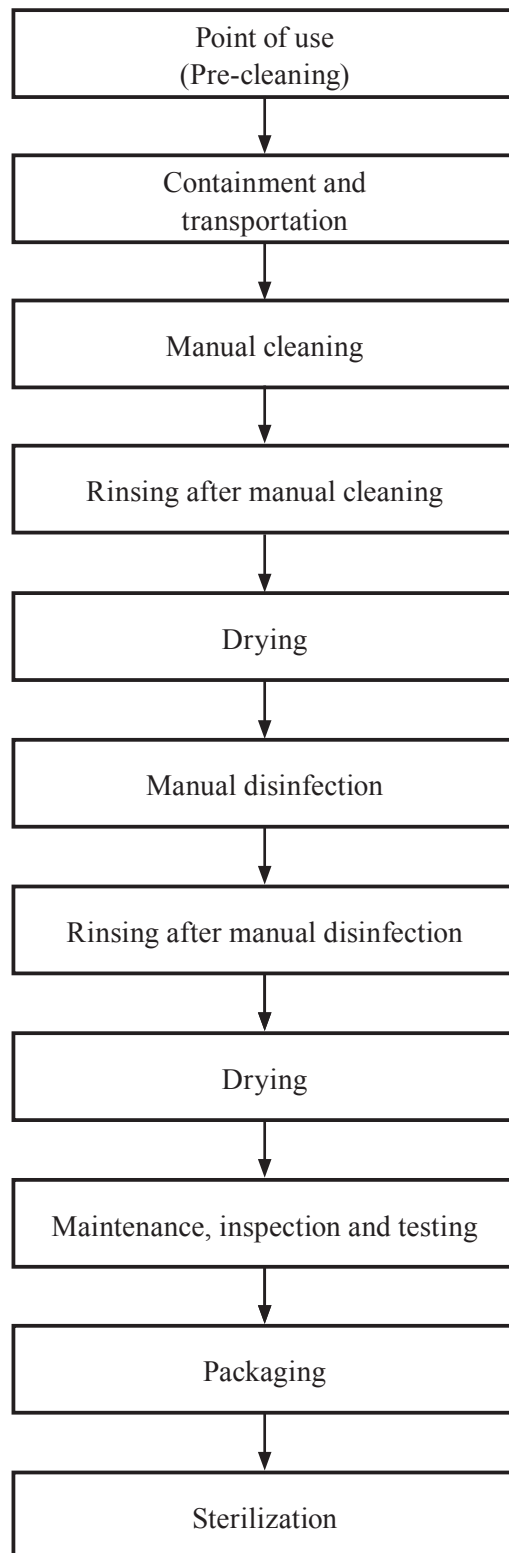 Point of use
(Pre-cleaning)
Containment and
transportation
Manual cleaning
Rinsing after manual cleaning
Drying
Manual disinfection
Rinsing after manual disinfection
Drying
Maintenance, inspection and testing
Packaging
Sterilization